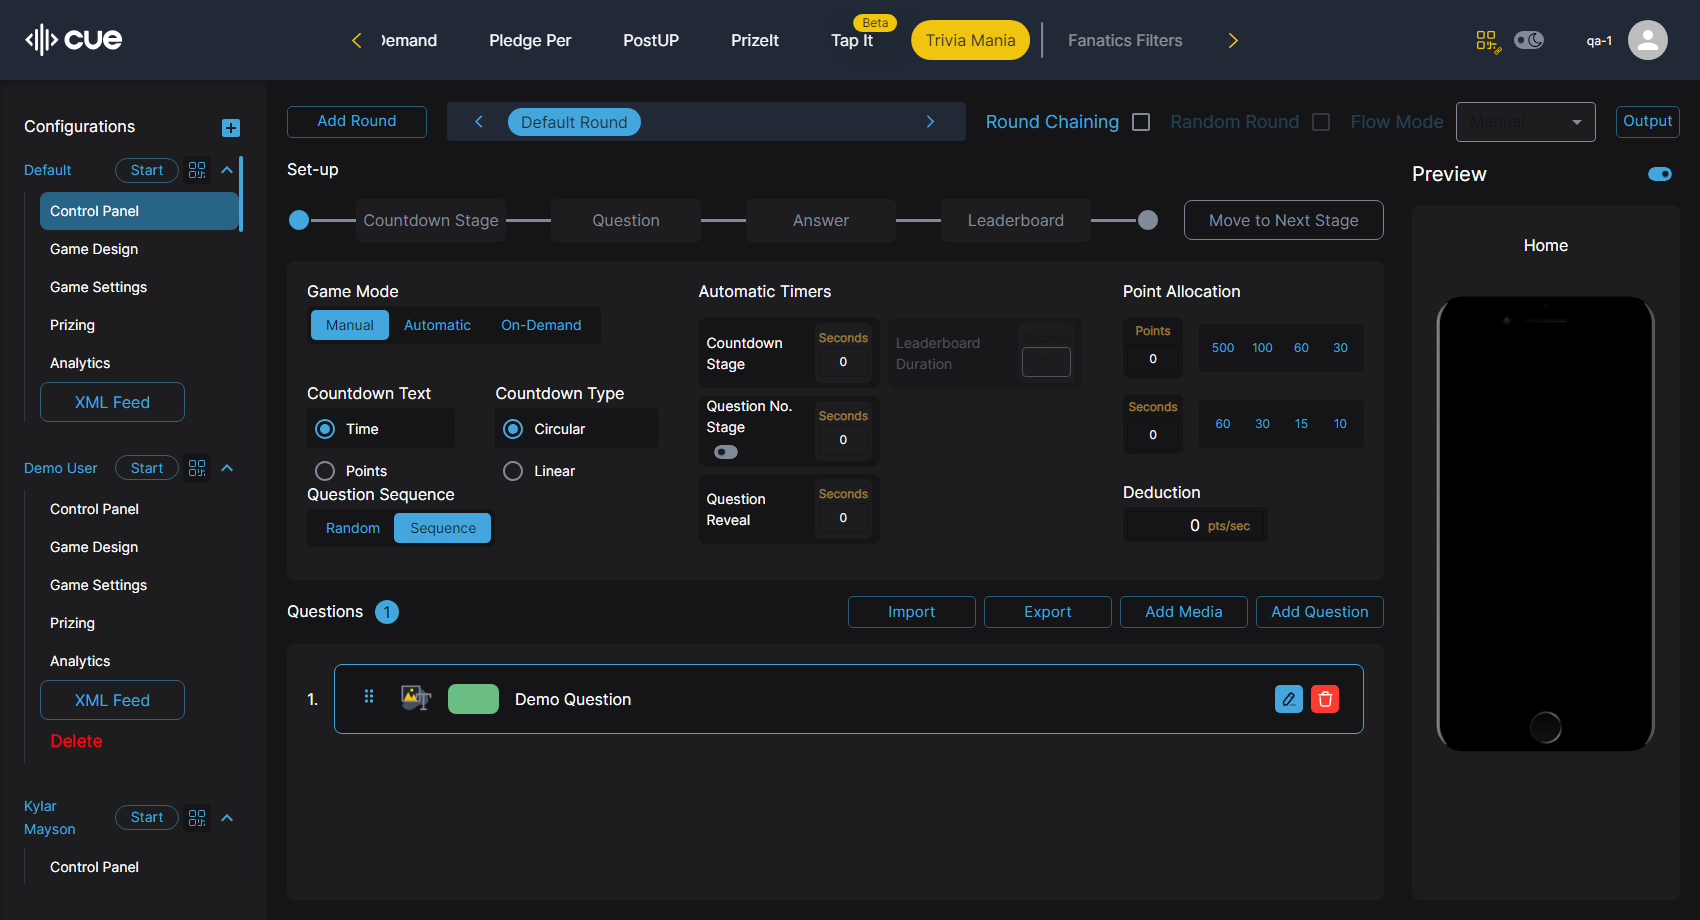 cue
Demand
Pledge Per
PostUP
PrizeIt
Beta
Tap It
Trivia Mania
Fanatics Filters
qa-1
Configurations
Default
Start
Control Panel
Game Design
Game Settings
Prizing
Analytics
XML Feed
Demo User
Start
Control Panel
Game Design
Game Settings
Prizing
Analytics
XML Feed
Delete
Kylar
Mayson
Start
Control Panel
Add Round
Default Round
Round Chaining
Random Round
Flow Mode
Manual
Output
Set-up
Countdown Stage
Question
Answer
Leaderboard
Move to Next Stage
Game Mode
Manual
Automatic
On-Demand
Countdown Text
Time
Points
Countdown Type
Circular
Linear
Question Sequence
Random
Sequence
Automatic Timers
Countdown
Stage
Seconds
0
Leaderboard
Duration
Question No.
Stage
Seconds
0
Question
Reveal
Seconds
0
Point Allocation
Points
0
500 100 60 30
Seconds
0
60 30 15 10
Deduction
0 pts/sec
Questions 1
Import
Export
Add Media
Add Question
1.
Demo Question
Preview
Home